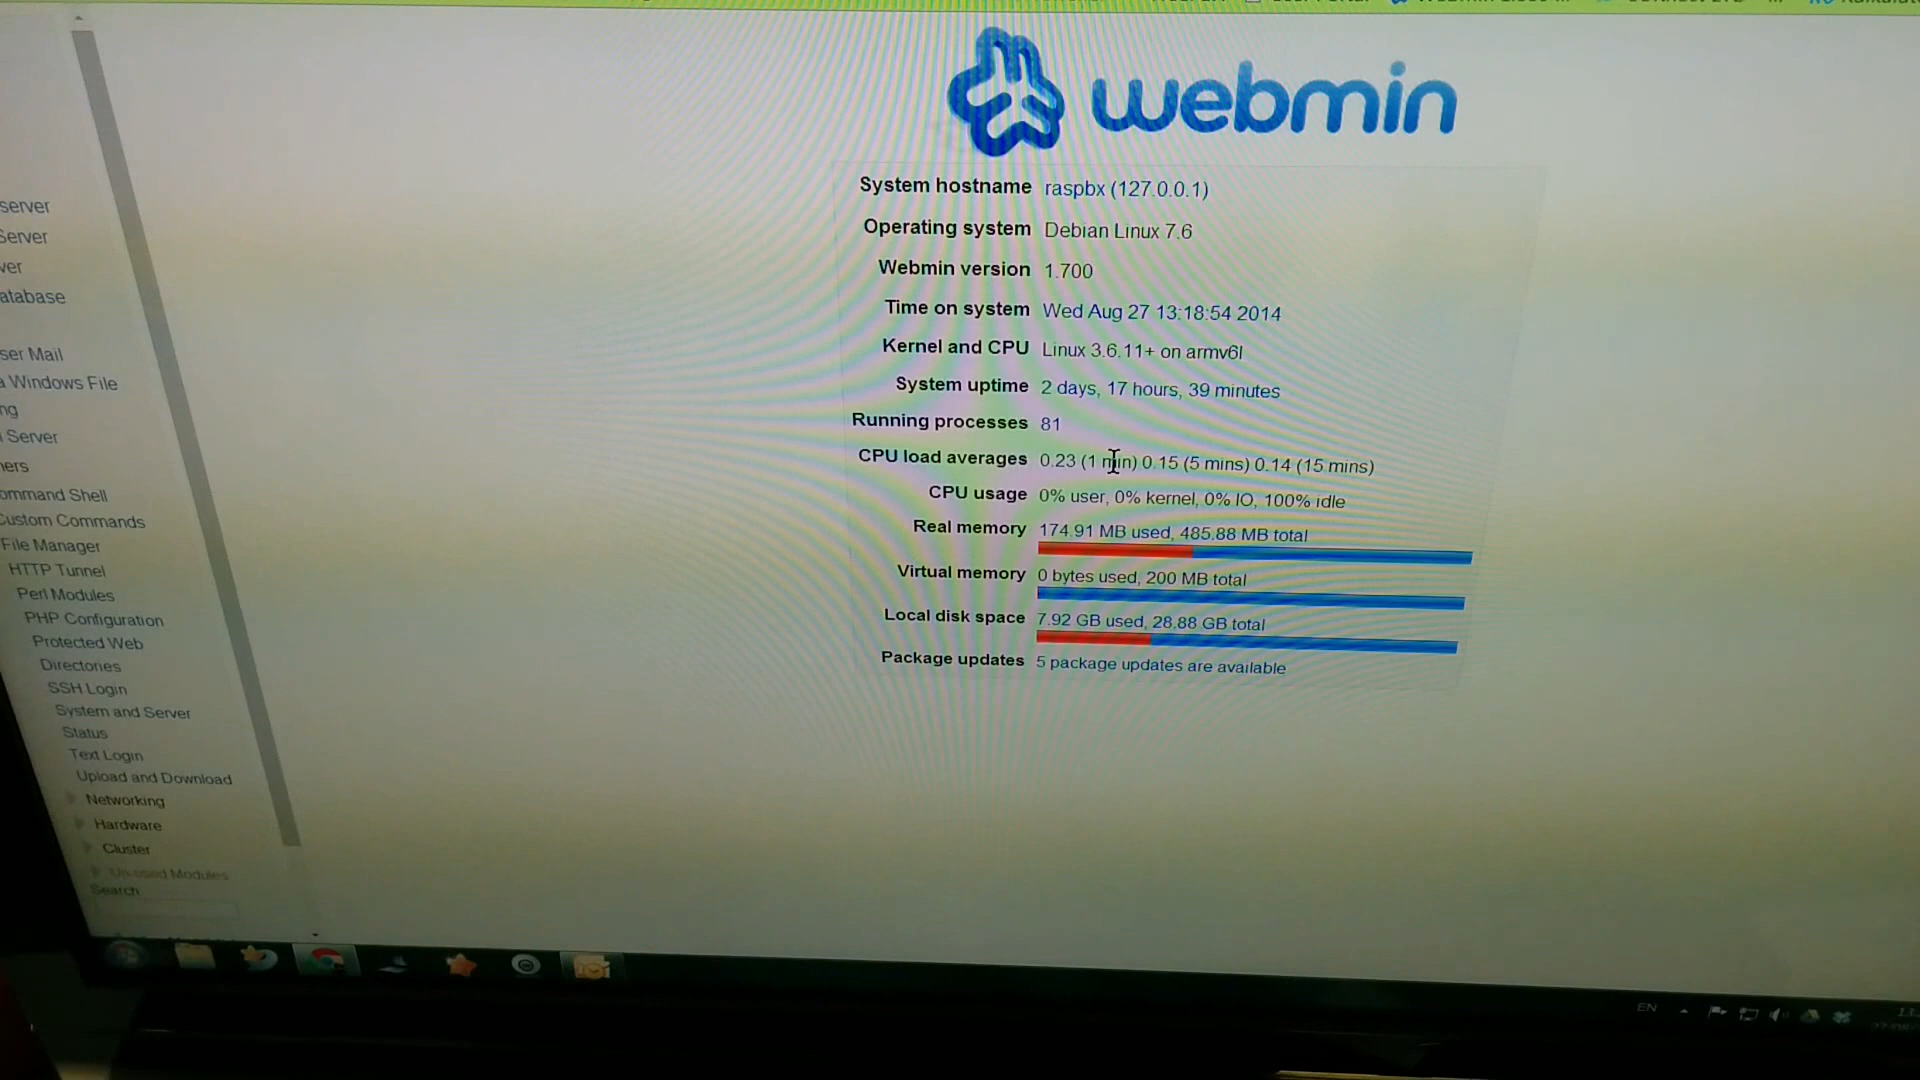 webmin
System hostname raspbx (127.0.0.1)
Operating system Debian Linux 7.6
Webmin version 1.700
Time on system Wed Aug 27 13:18:54 2014
Kernel and CPU Linux 3.6.11+ on armv6l
System uptime 2 days, 17 hours, 39 minutes
Running processes 81
CPU load averages 0.23 (1 min) 0.15 (5 mins) 0.14 (15 mins)
CPU usage 0% user, 0% kernel, 0% IO, 100% idle
Real memory 174.91 MB used, 485.88 MB total
Virtual memory 0 bytes used, 200 MB total
Local disk space 7.92 GB used, 28.88 GB total
Package updates 5 package updates are available
server
Server
ver
atabase
ser Mail
a Windows File
ng
Server
ners
ommand Shell
Custom Commands
File Manager
HTTP Tunnel
Perl Modules
PHP Configuration
Protected Web
Directories
SSH Login
System and Server
Status
Text Login
Upload and Download
Networking
Hardware
Cluster
Un-used Modules
Search
EN